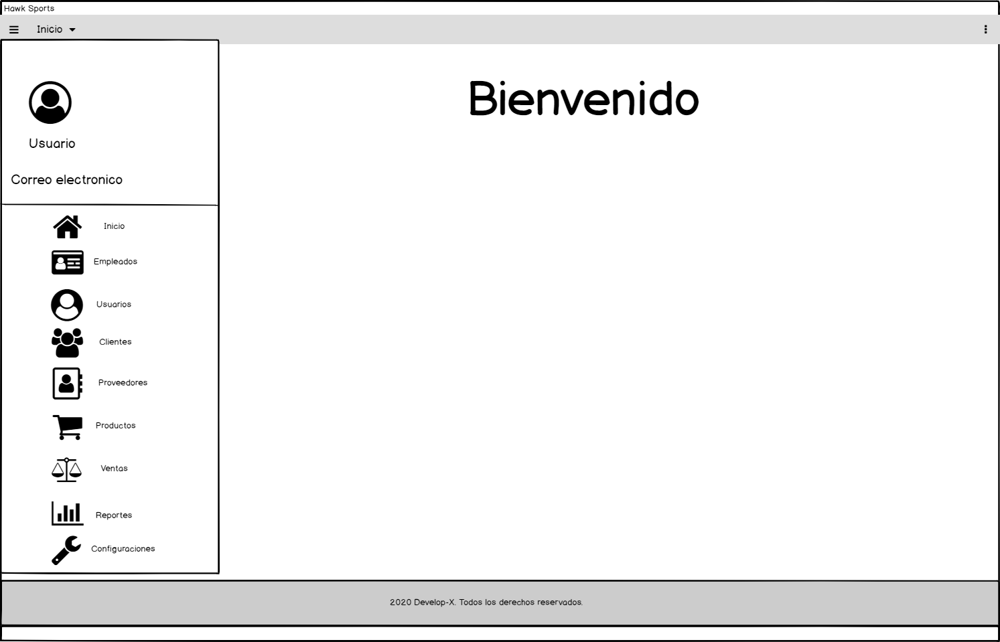 Hawk Sports
Inicio
Bienvenido
Usuario
Correo electronico
Inicio
Empleados
Usuarios
Clientes
Proveedores
Productos
Ventas
Reportes
Configuraciones
2020 Develop-X. Todos los derechos reservados.